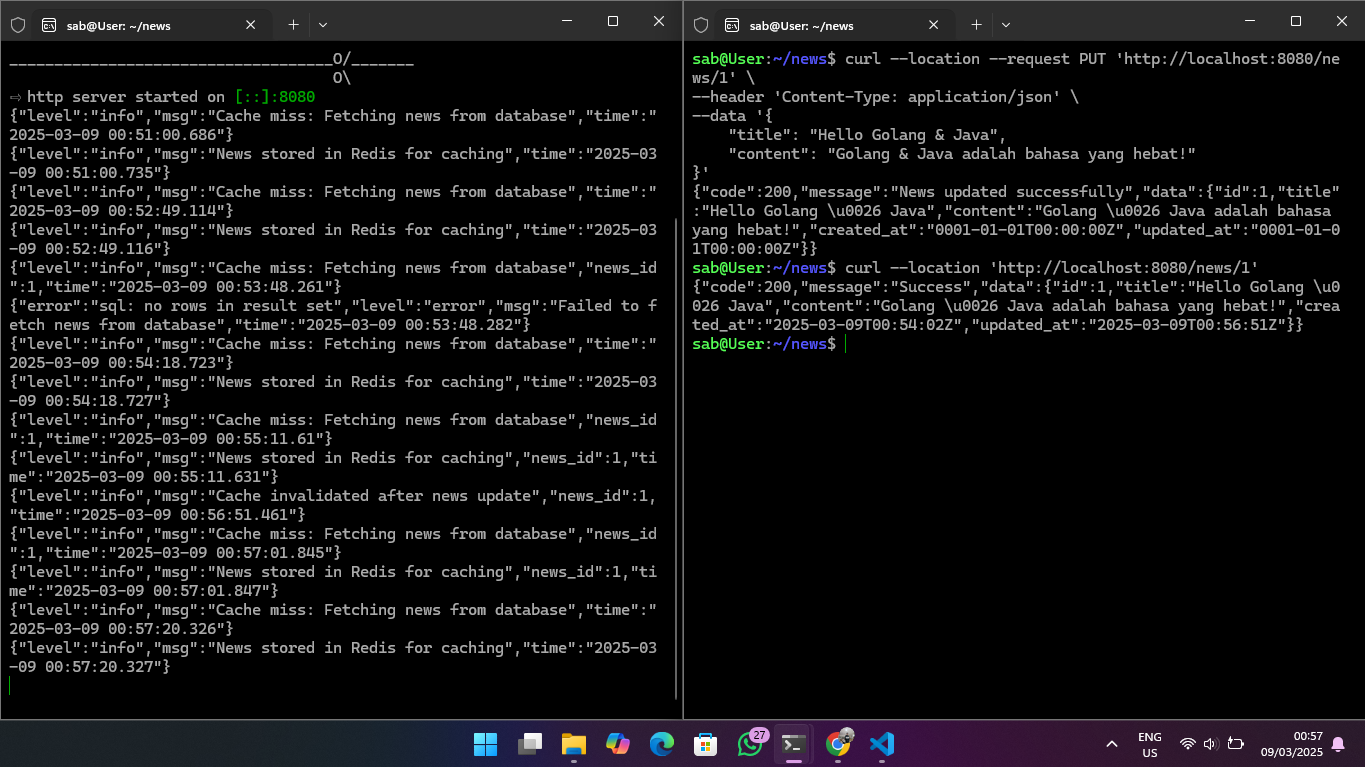 sab@User: ~/news
____________________________________O/_______
O\
⇨ http server started on [::]:8080
{"level":"info","msg":"Cache miss: Fetching news from database","time":"
2025-03-09 00:51:00.686"}
{"level":"info","msg":"News stored in Redis for caching","time":"2025-03
-09 00:51:00.735"}
{"level":"info","msg":"Cache miss: Fetching news from database","time":"
2025-03-09 00:52:49.114"}
{"level":"info","msg":"News stored in Redis for caching","time":"2025-03
-09 00:52:49.116"}
{"level":"info","msg":"Cache miss: Fetching news from database","news_id
":1,"time":"2025-03-09 00:53:48.261"}
{"error":"sql: no rows in result set","level":"error","msg":"Failed to f
etch news from database","time":"2025-03-09 00:53:48.282"}
{"level":"info","msg":"Cache miss: Fetching news from database","time":"
2025-03-09 00:54:18.723"}
{"level":"info","msg":"News stored in Redis for caching","time":"2025-03
-09 00:54:18.727"}
{"level":"info","msg":"Cache miss: Fetching news from database","news_id
":1,"time":"2025-03-09 00:55:11.61"}
{"level":"info","msg":"News stored in Redis for caching","news_id":1,"ti
me":"2025-03-09 00:55:11.631"}
{"level":"info","msg":"Cache invalidated after news update","news_id":1,
"time":"2025-03-09 00:56:51.461"}
{"level":"info","msg":"Cache miss: Fetching news from database","news_id
":1,"time":"2025-03-09 00:57:01.845"}
{"level":"info","msg":"News stored in Redis for caching","news_id":1,"ti
me":"2025-03-09 00:57:01.847"}
{"level":"info","msg":"Cache miss: Fetching news from database","time":"
2025-03-09 00:57:20.326"}
{"level":"info","msg":"News stored in Redis for caching","time":"2025-03
-09 00:57:20.327"}
sab@User: ~/news
sab@User:~/news$ curl --location --request PUT 'http://localhost:8080/ne
ws/1' \
--header 'Content-Type: application/json' \
--data '{
"title": "Hello Golang & Java",
"content": "Golang & Java adalah bahasa yang hebat!"
}'
{"code":200,"message":"News updated successfully","data":{"id":1,"title"
:"Hello Golang \u0026 Java","content":"Golang \u0026 Java adalah bahasa
yang hebat!","created_at":"0001-01-01T00:00:00Z","updated_at":"0001-01-0
1T00:00:00Z"}}
sab@User:~/news$ curl --location 'http://localhost:8080/news/1'
{"code":200,"message":"Success","data":{"id":1,"title":"Hello Golang \u0
026 Java","content":"Golang \u0026 Java adalah bahasa yang hebat!","crea
ted_at":"2025-03-09T00:54:02Z","updated_at":"2025-03-09T00:56:51Z"}}
sab@User:~/news$
27
ENG
US
00:57
09/03/2025